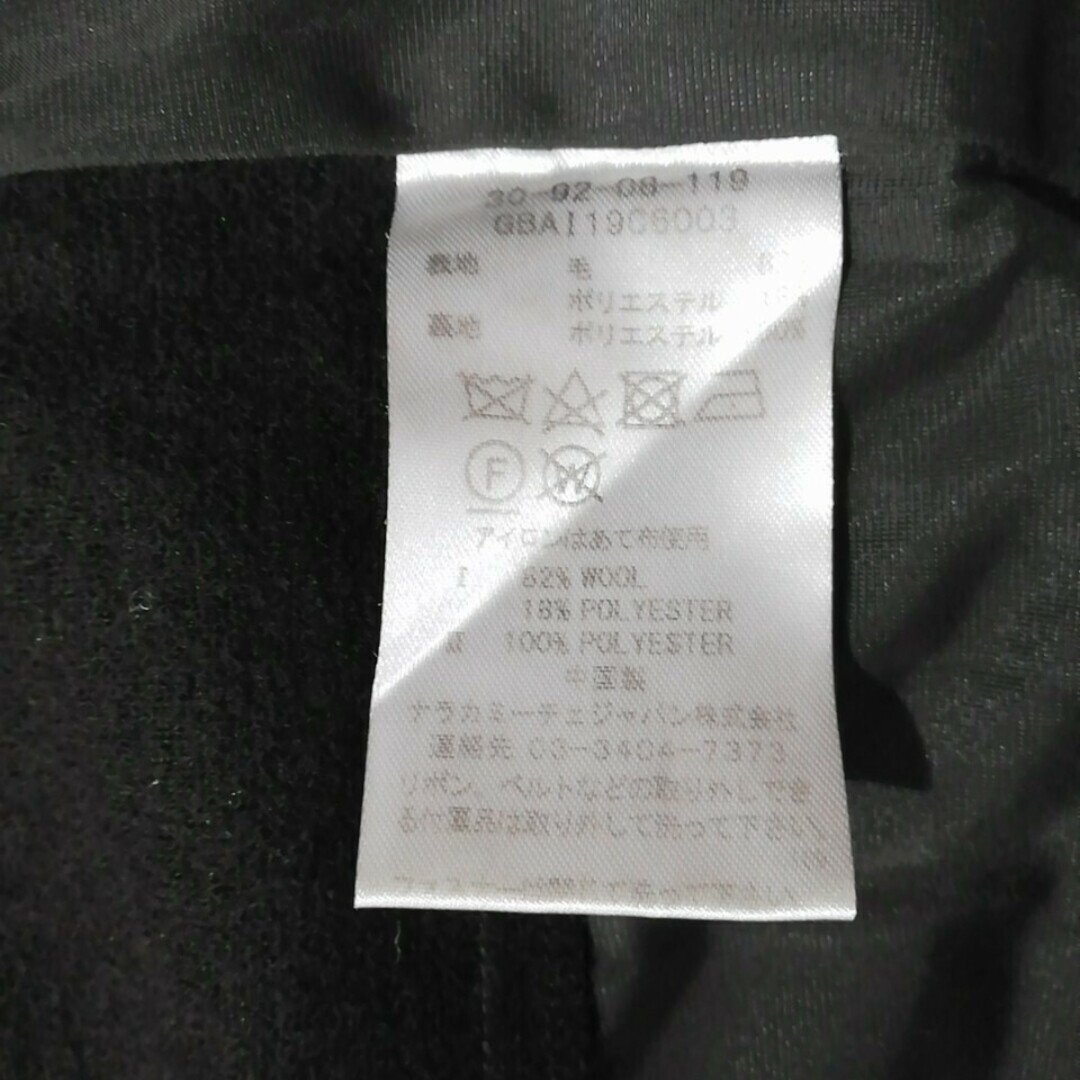 30-92-08-119
GBAI1906003
表地 毛
ポリエステル
裏地 ポリエステル
F
W
アイロンはあて布使用
82% WOOL
18% POLYESTER
100% POLYESTER
中国製
ナラカミーチェジャパン株式会社
連絡先 03-3404-7373
リボン、ベルトなどの取り外しでき
る付属品は取り外して洗って下さい